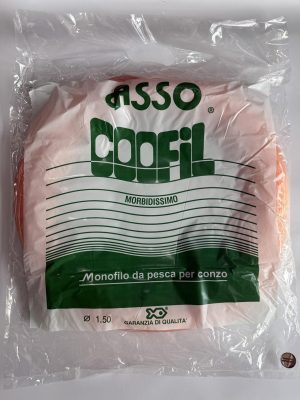 ASSO
®
COOFIL
MORBIDISSIMO
Monofilo da pesca per conzo
Ø 1.50
GARANZIA DI QUALITA'